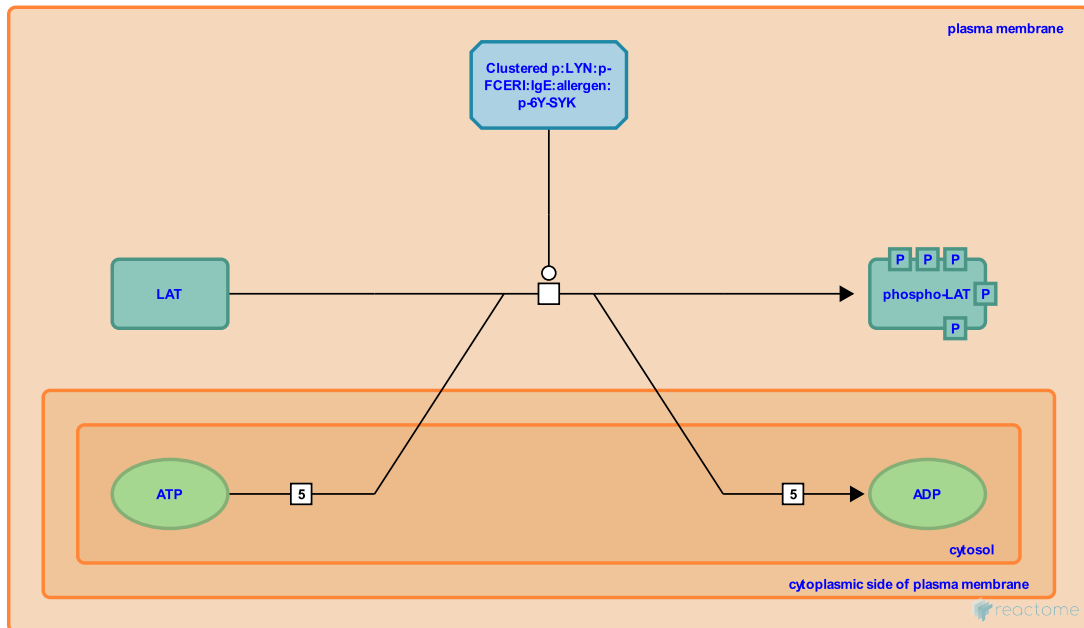 plasma membrane
Clustered p:LYN:p-
FCERI:IgE:allergen:
p-6Y-SYK
P P P
LAT
phospho-LAT P
P
ATP
5
5
ADP
cytosol
cytoplasmic side of plasma membrane
reactome